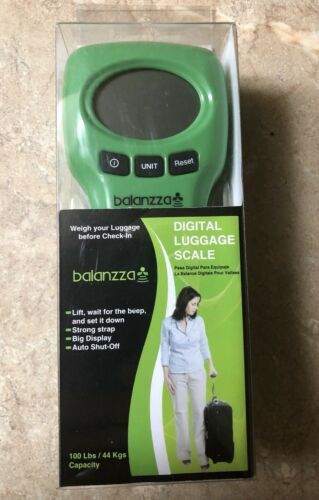 UNIT
Reset
balanzza
Weigh your Luggage
before Check-In
balanzza
Lift, wait for the beep,
and set it down
Strong strap
Big Display
Auto Shut-Off
100 Lbs / 44 Kgs
Capacity
DIGITAL
LUGGAGE
SCALE
Pesa Digital Para Equipaje
La Balance Digitale Pour Valises